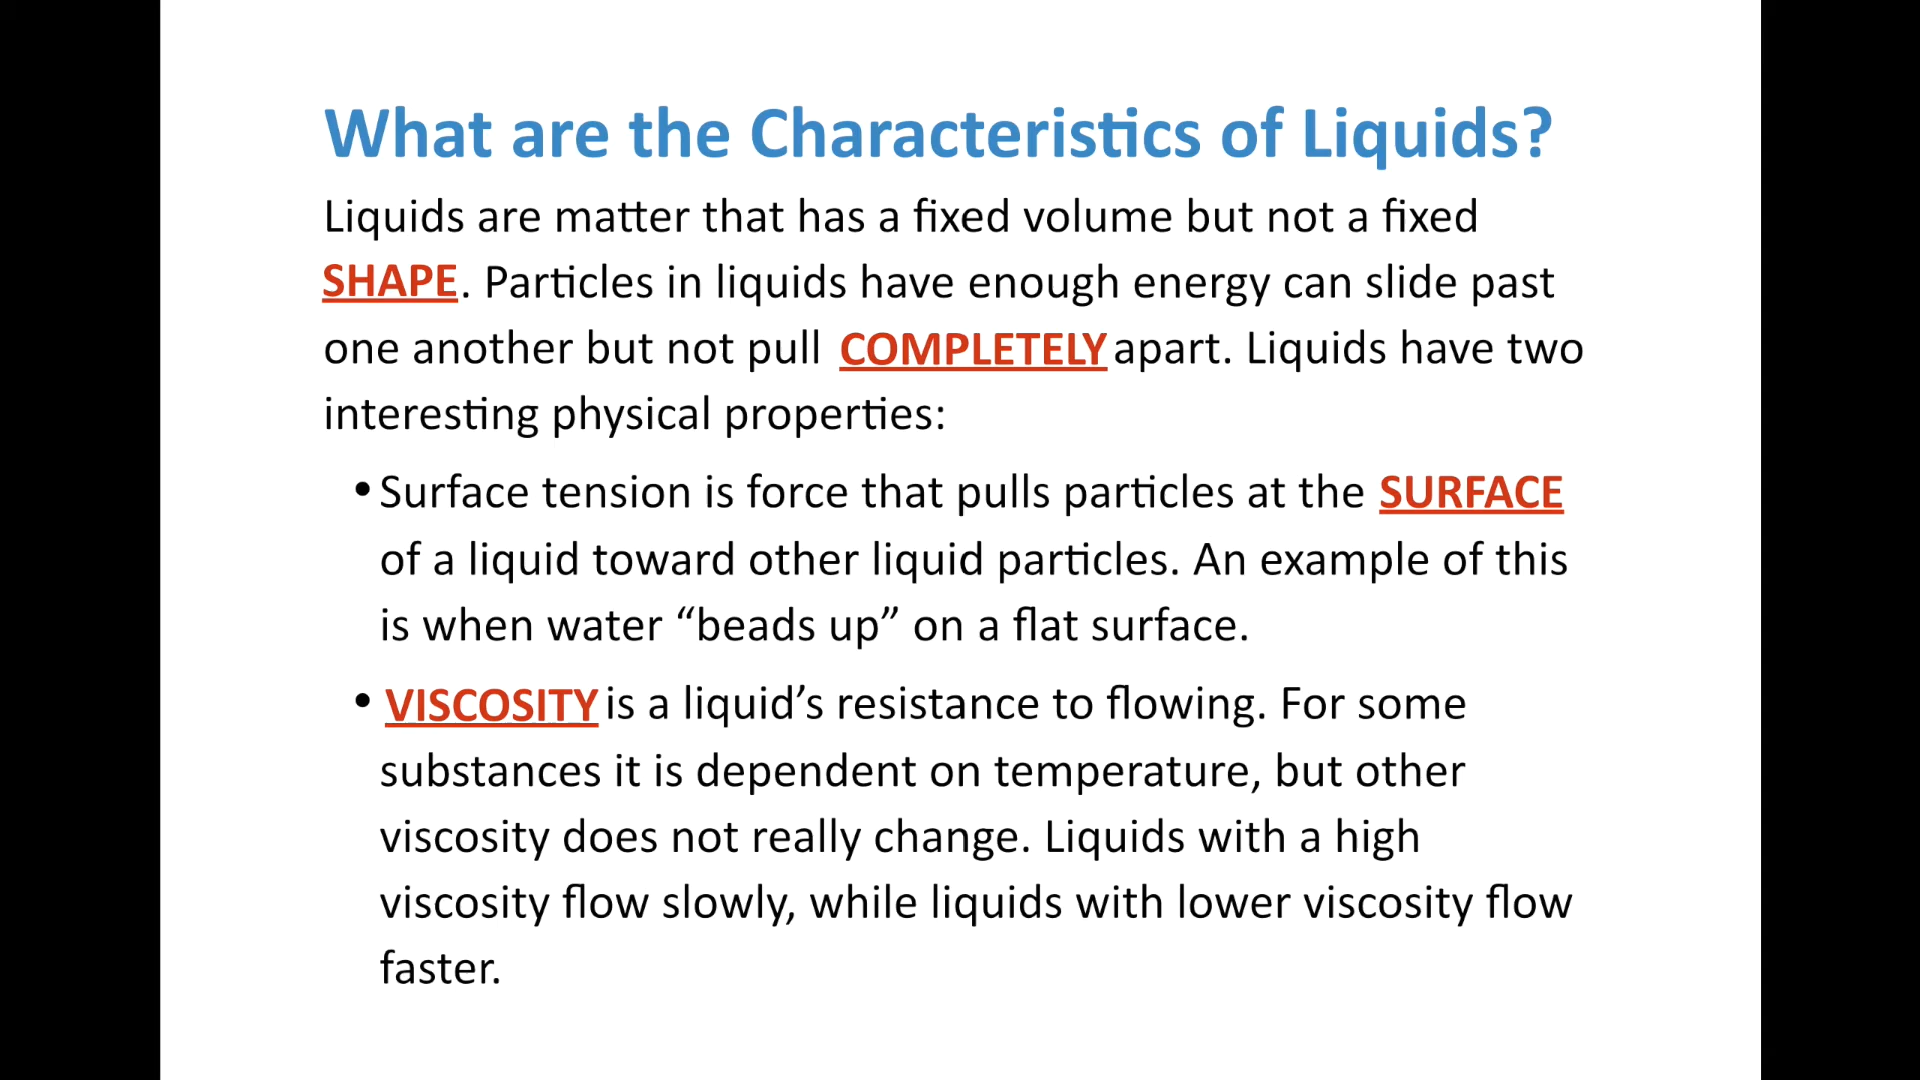 What are the Characteristics of Liquids?
Liquids are matter that has a fixed volume but not a fixed
SHAPE. Particles in liquids have enough energy can slide past
one another but not pull COMPLETELY apart. Liquids have two
interesting physical properties:
• Surface tension is force that pulls particles at the SURFACE
of a liquid toward other liquid particles. An example of this
is when water “beads up” on a flat surface.
• VISCOSITY is a liquid’s resistance to flowing. For some
substances it is dependent on temperature, but other
viscosity does not really change. Liquids with a high
viscosity flow slowly, while liquids with lower viscosity flow
faster.